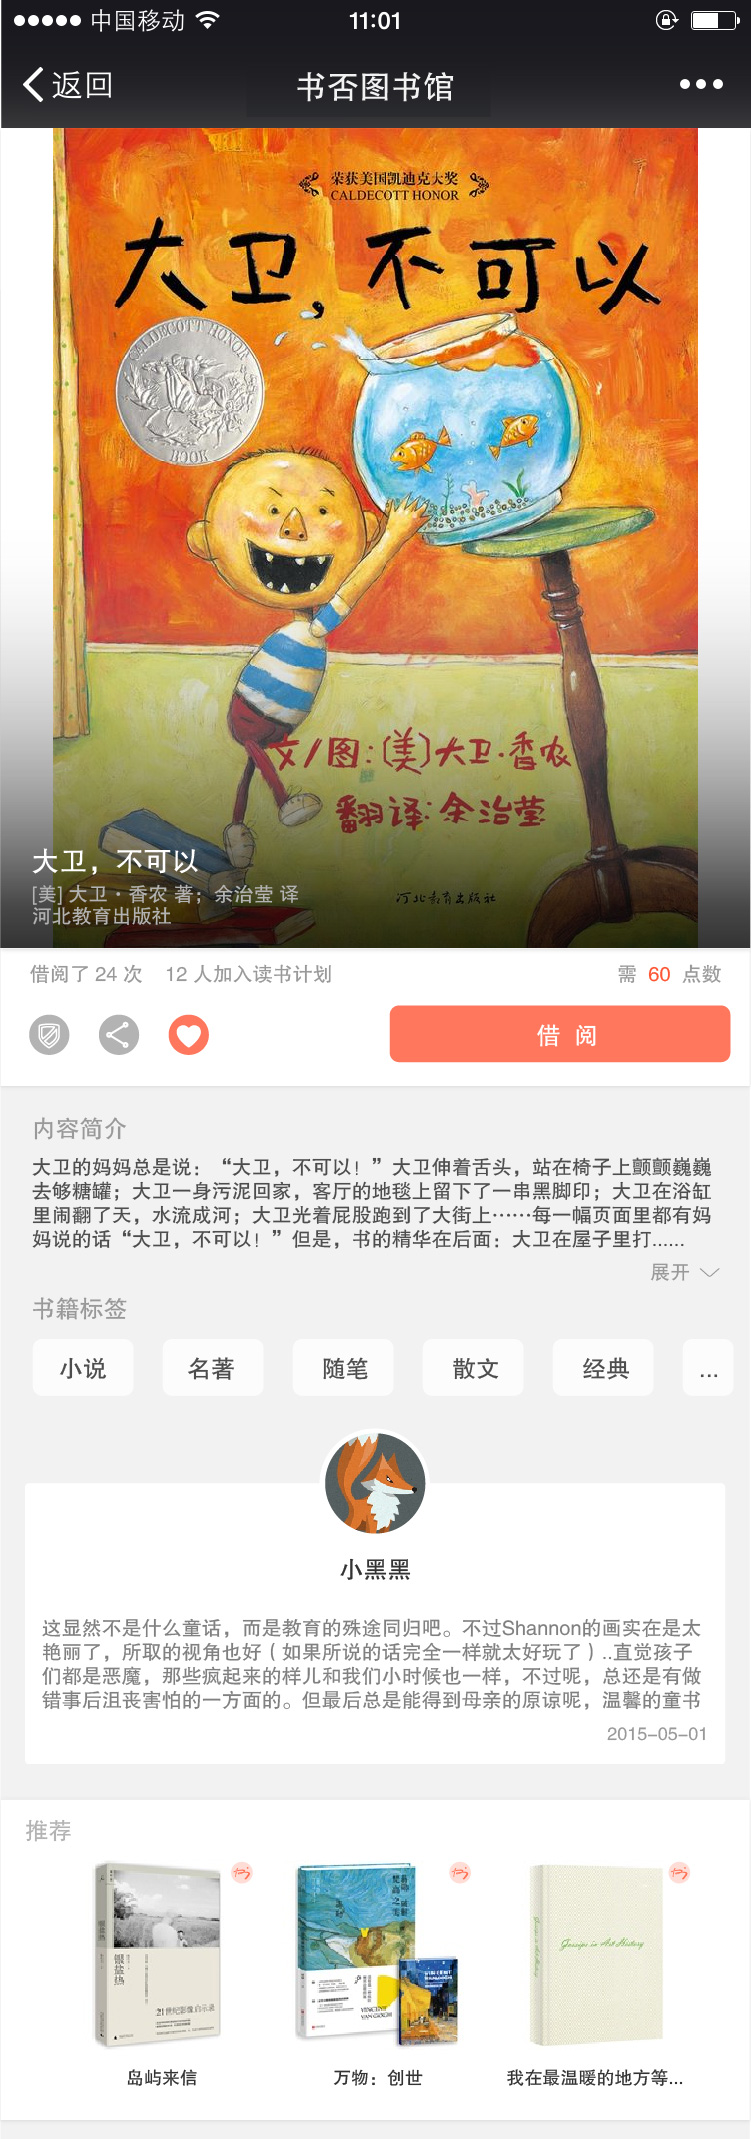 中国移动
11:01
返回
书否图书馆
荣获美国凯迪克大奖
CALDECOTT HONOR
大卫,不可以
CALDECOTT HONOR
BOOK
文/图:(美)大卫·香农
翻译:余治莹
河北教育出版社
大卫，不可以
[美] 大卫·香农 著；余治莹 译
河北教育出版社
借阅了 24 次 12 人加入读书计划
需 60 点数
借 阅
内容简介
大卫的妈妈总是说：“大卫，不可以！”大卫伸着舌头，站在椅子上颤颤巍巍
去够糖罐；大卫一身污泥回家，客厅的地毯上留下了一串黑脚印；大卫在浴缸
里闹翻了天，水流成河；大卫光着屁股跑到了大街上……每一幅页面里都有妈
妈说的话“大卫，不可以！”但是，书的精华在后面：大卫在屋子里打......
展开
书籍标签
小说 名著 随笔 散文 经典 ...
小黑黑
这显然不是什么童话，而是教育的殊途同归吧。不过Shannon的画实在是太
艳丽了，所取的视角也好（如果所说的话完全一样就太好玩了）..直觉孩子
们都是恶魔，那些疯起来的样儿和我们小时候也一样，不过呢，总还是有做
错事后沮丧害怕的一方面的。但最后总是能得到母亲的原谅呢，温馨的童书
2015-05-01
推荐
银盐热
21世纪影像启示录
VINCENT
VAN GOGH
Gossips in Art History
岛屿来信
万物：创世
我在最温暖的地方等...